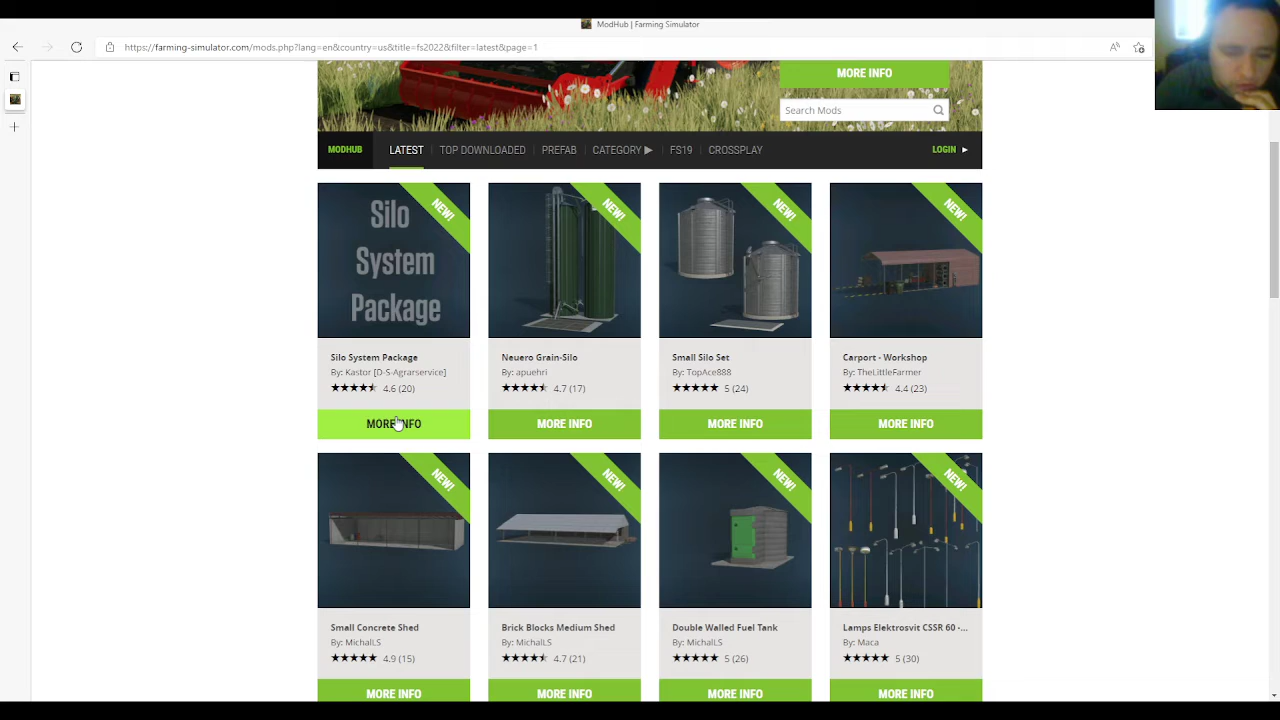 ModHub | Farming Simulator
https://farming-simulator.com/mods.php?lang=en&country=us&title=fs2022&filter=latest&page=1
MORE INFO
Search Mods
MODHUB LATEST TOP DOWNLOADED PREFAB CATEGORY ▶ FS19 CROSSPLAY LOGIN ▶
NEW! NEW! NEW! NEW!
Silo
System
Package
Silo System Package Neuero Grain-Silo Small Silo Set Carport - Workshop
By: Kastor [D-S-Agrarservice] By: apuehri By: TopAce888 By: TheLittleFarmer
4.6 (20) 4.7 (17) 5 (24) 4.4 (23)
MORE INFO MORE INFO MORE INFO MORE INFO
NEW! NEW! NEW! NEW!
Small Concrete Shed Brick Blocks Medium Shed Double Walled Fuel Tank Lamps Elektrosvit CSSR 60 -...
By: MichalLS By: MichalLS By: MichalLS By: Maca
4.9 (15) 4.7 (21) 5 (26) 5 (30)
MORE INFO MORE INFO MORE INFO MORE INFO